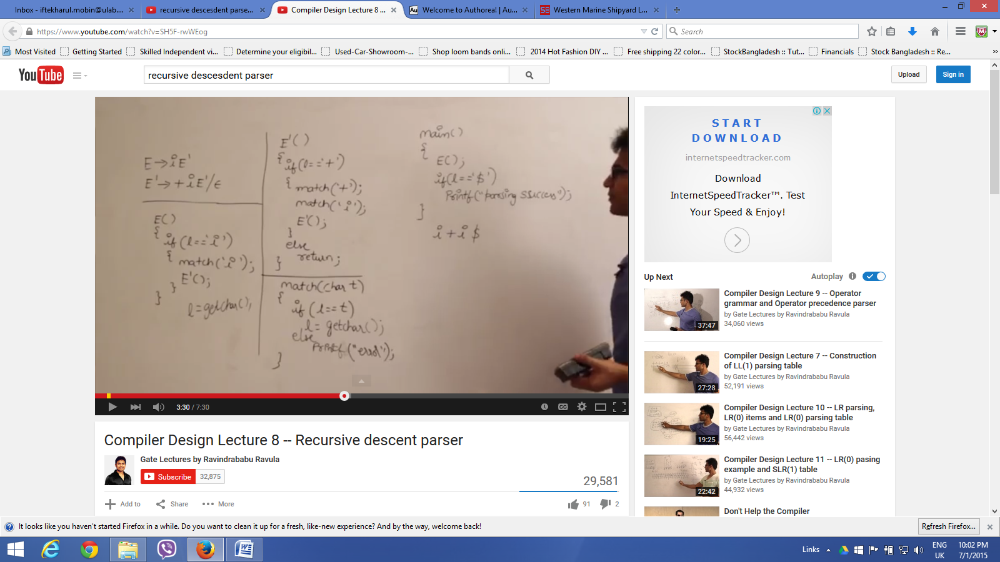 Inbox - iftekharul.mobin@ulab....
recursive descesdent parse...
Compiler Design Lecture 8 ...
Welcome to Authorea! | Au...
Western Marine Shipyard L...
https://www.youtube.com/watch?v=SH5F-rwWEog
Search
Most Visited
Getting Started
Skilled Independent vi...
Determine your eligibil...
Used-Car-Showroom-...
Shop loom bands onli...
2014 Hot Fashion DIY ...
Free shipping 22 color...
StockBangladesh :: Tut...
Financials
Stock Bangladesh :: Re...
YouTube
recursive descesdent parser
Upload
Sign in
E→iE'
E'→+iE'/ε
E()
{
if(l=='i')
{ match('i');
E'();
}
}
l=getchar();
E'()
{ if(l=='+')
{ match('+');
match('i');
E'();
}
else
return;
}
match(char t)
{
if(l==t)
l=getchar();
else
printf("error");
}
main()
{
E();
if(l=='$')
printf("parsing success");
}
i+i$
3:30 / 7:30
CC
START
DOWNLOAD
internetspeedtracker.com
Download
InternetSpeedTracker™. Test
Your Speed & Enjoy!
Up Next
Autoplay
Compiler Design Lecture 9 -- Operator
grammar and Operator precedence parser
by Gate Lectures by Ravindrababu Ravula
34,060 views
37:47
Compiler Design Lecture 7 -- Construction
of LL(1) parsing table
by Gate Lectures by Ravindrababu Ravula
52,191 views
27:28
Compiler Design Lecture 10 -- LR parsing,
LR(0) items and LR(0) parsing table
by Gate Lectures by Ravindrababu Ravula
56,442 views
19:25
Compiler Design Lecture 11 -- LR(0) pasing
example and SLR(1) table
by Gate Lectures by Ravindrababu Ravula
44,932 views
22:42
Don't Help the Compiler
Compiler Design Lecture 8 -- Recursive descent parser
Gate Lectures by Ravindrababu Ravula
Subscribe
32,875
29,581
Add to
Share
More
91
2
It looks like you haven't started Firefox in a while. Do you want to clean it up for a fresh, like-new experience? And by the way, welcome back!
Refresh Firefox...
Links
ENG
UK
10:02 PM
7/1/2015